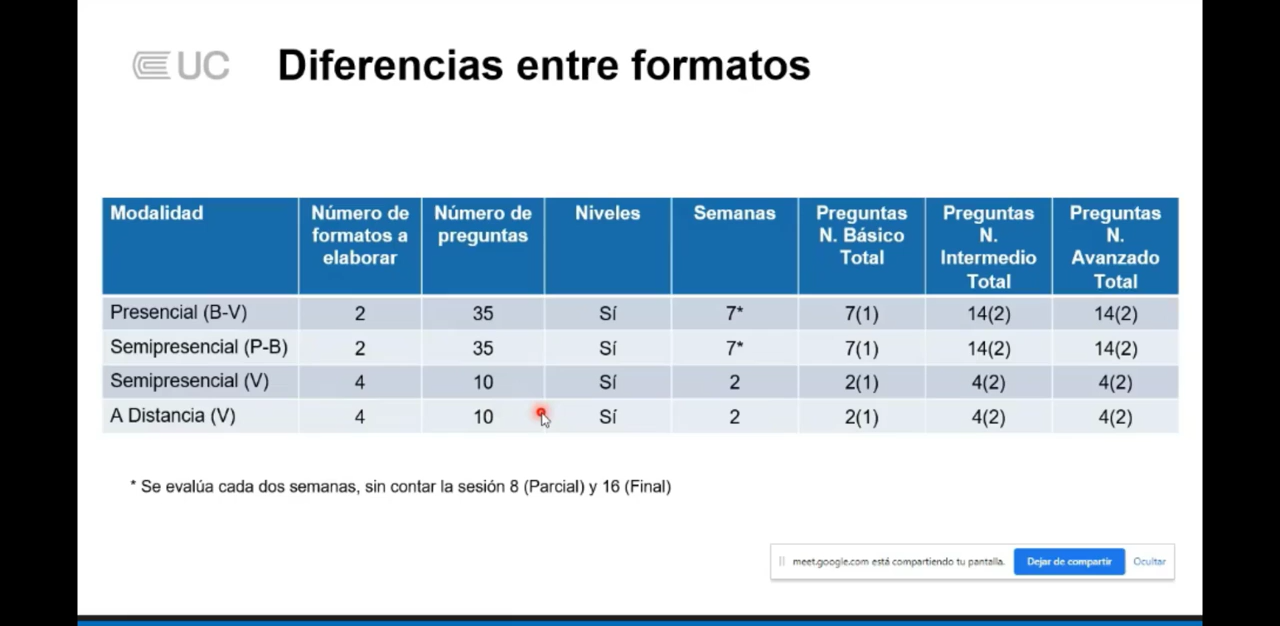 UC
Diferencias entre formatos
Modalidad Número de formatos a elaborar Número de preguntas Niveles Semanas Preguntas N. Básico Total Preguntas N. Intermedio Total Preguntas N. Avanzado Total
Presencial (B-V) 2 35 Sí 7* 7(1) 14(2) 14(2)
Semipresencial (P-B) 2 35 Sí 7* 7(1) 14(2) 14(2)
Semipresencial (V) 4 10 Sí 2 2(1) 4(2) 4(2)
A Distancia (V) 4 10 Sí 2 2(1) 4(2) 4(2)
* Se evalúa cada dos semanas, sin contar la sesión 8 (Parcial) y 16 (Final)
meet.google.com está compartiendo tu pantalla. Dejar de compartir Ocultar